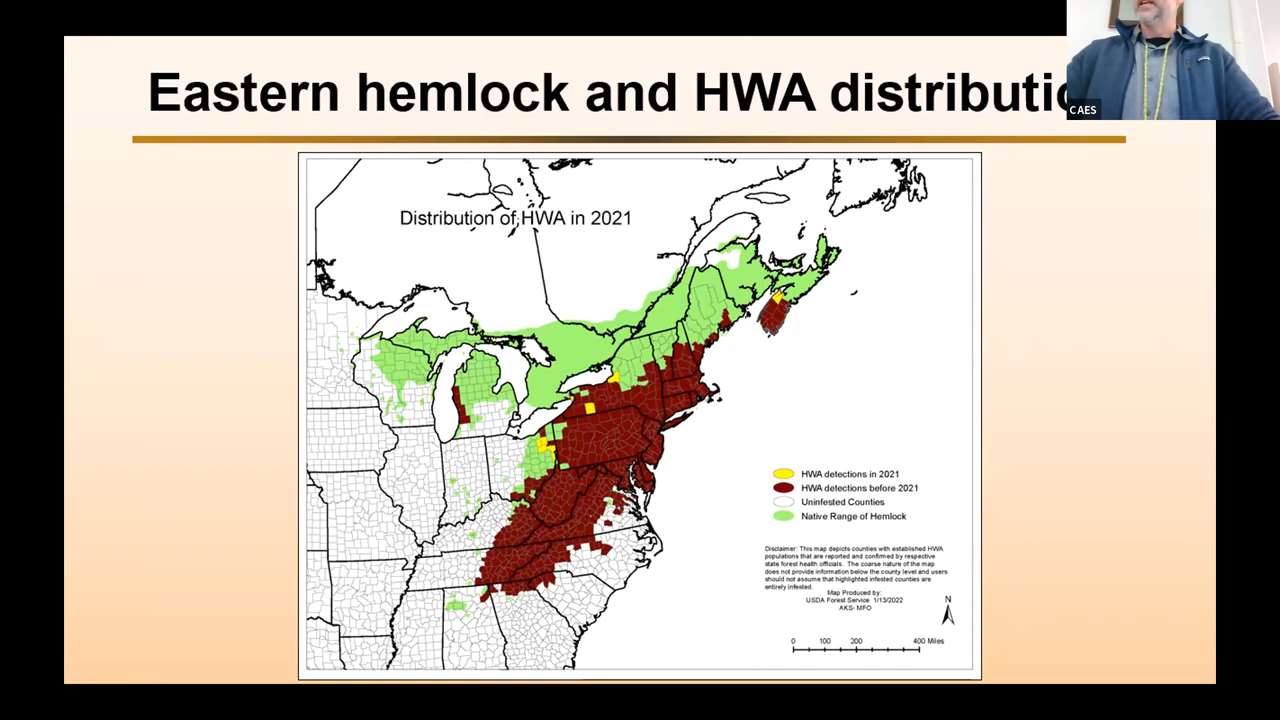 Eastern hemlock and HWA distributi
CAES
Distribution of HWA in 2021
HWA detections in 2021
HWA detections before 2021
Uninfested Counties
Native Range of Hemlock
Disclaimer: This map depicts counties with established HWA
populations that are reported and confirmed by respective
state forest health officials. The coarse nature of the map
does not provide information below the county level and users
should not assume that highlighted infested counties are
entirely infested.
Map Produced by:
USDA Forest Service 1/13/2022
AKS- MFO
N
0 100 200 400 Miles